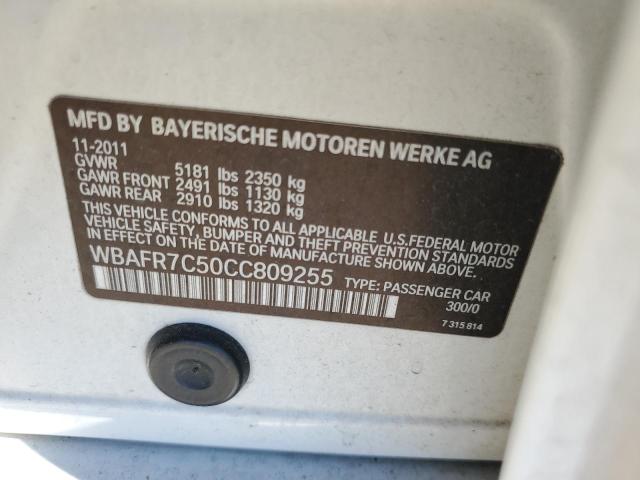 MFD BY BAYERISCHE MOTOREN WERKE AG
11-2011
GVWR 5181 lbs 2350 kg
GAWR FRONT 2491 lbs 1130 kg
GAWR REAR 2910 lbs 1320 kg
THIS VEHICLE CONFORMS TO ALL APPLICABLE U.S.FEDERAL MOTOR
VEHICLE SAFETY, BUMPER AND THEFT PREVENTION STANDARDS
IN EFFECT ON THE DATE OF MANUFACTURE SHOWN ABOVE.
WBAFR7C50CC809255 TYPE: PASSENGER CAR
300/0
7 315 814